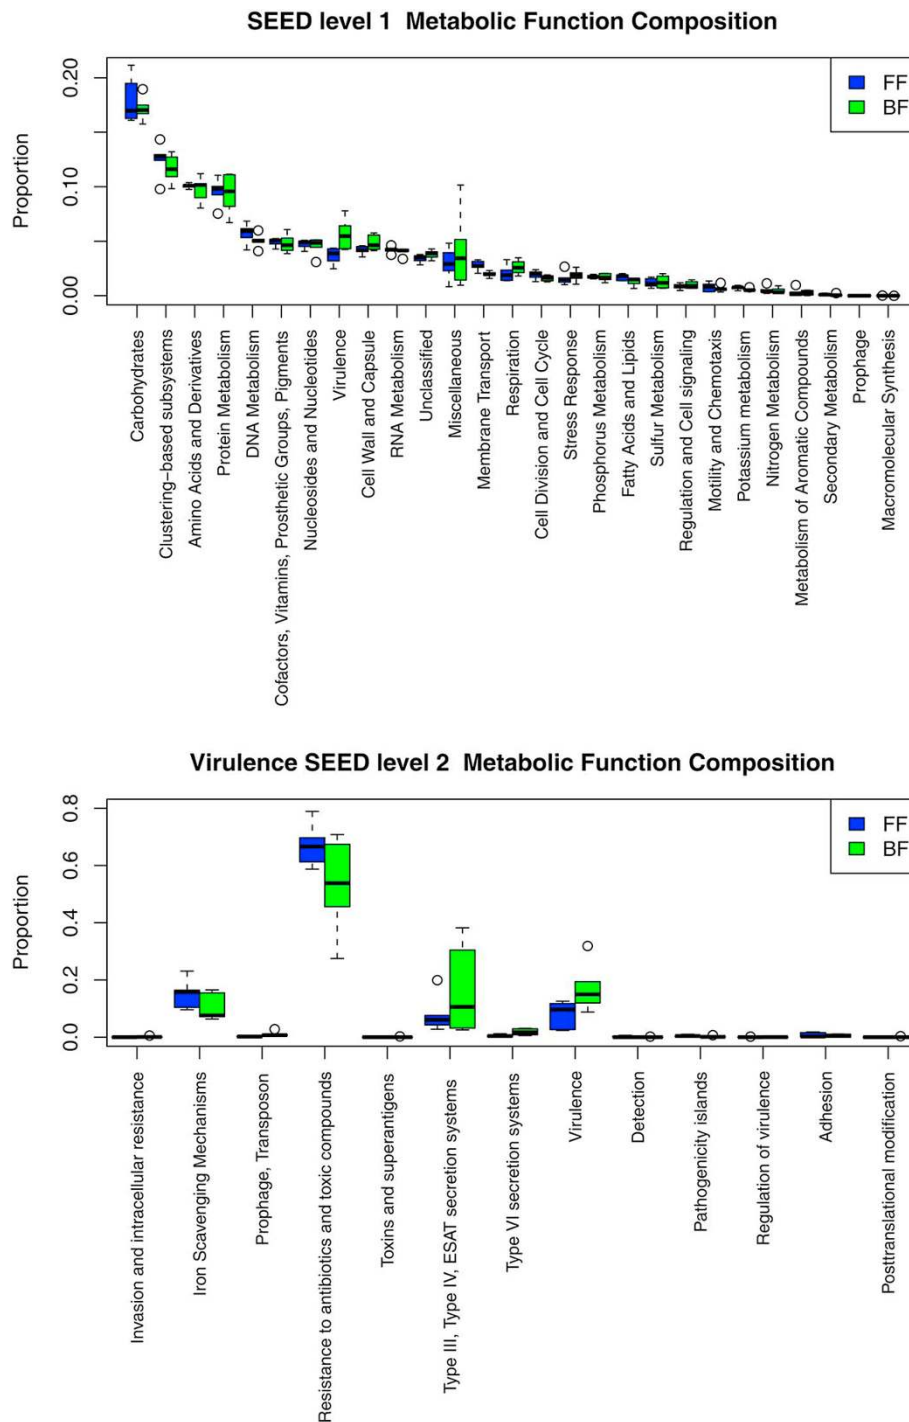 SEED level 1  Metabolic Function Composition
Proportion
0.20
0.10
0.00
FF
BF
Carbohydrates
Clustering−based subsystems
Amino Acids and Derivatives
Protein Metabolism
DNA Metabolism
Cofactors, Vitamins, Prosthetic Groups, Pigments
Nucleosides and Nucleotides
Virulence
Cell Wall and Capsule
RNA Metabolism
Unclassified
Miscellaneous
Membrane Transport
Respiration
Cell Division and Cell Cycle
Stress Response
Phosphorus Metabolism
Fatty Acids and Lipids
Sulfur Metabolism
Regulation and Cell signaling
Motility and Chemotaxis
Potassium metabolism
Nitrogen Metabolism
Metabolism of Aromatic Compounds
Secondary Metabolism
Prophage
Macromolecular Synthesis
Virulence SEED level 2  Metabolic Function Composition
Proportion
0.8
0.6
0.4
0.2
0.0
FF
BF
Invasion and intracellular resistance
Iron Scavenging Mechanisms
Prophage, Transposon
Resistance to antibiotics and toxic compounds
Toxins and superantigens
Type III, Type IV, ESAT secretion systems
Type VI secretion systems
Virulence
Detection
Pathogenicity islands
Regulation of virulence
Adhesion
Posttranslational modification